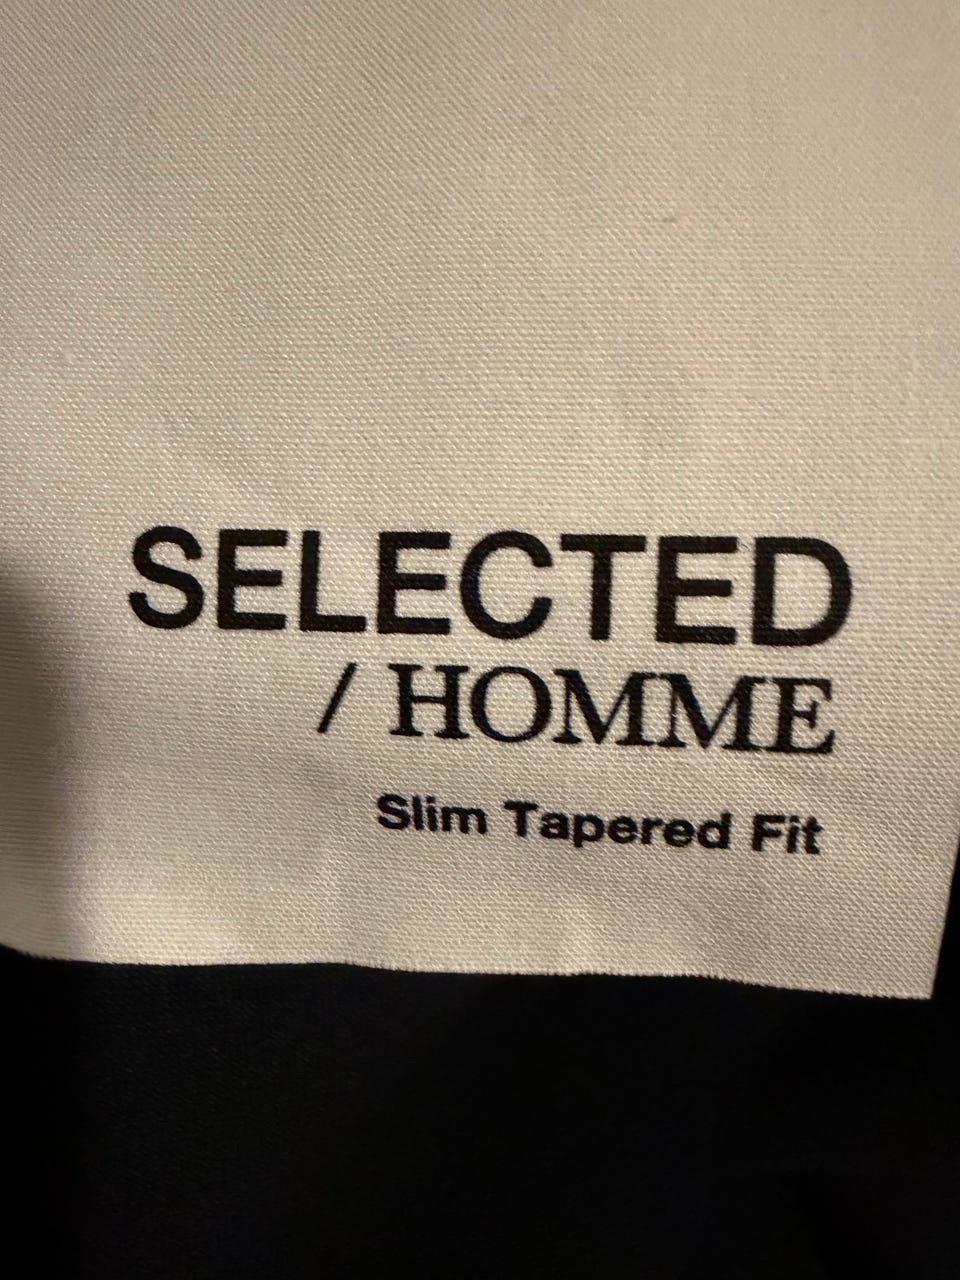 SELECTED
/ HOMME
Slim Tapered Fit